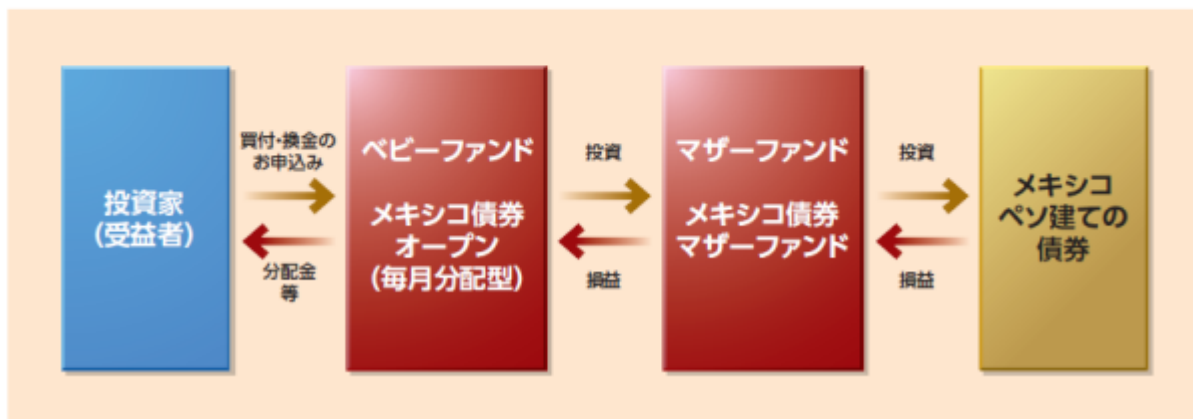 投資家
(受益者)
買付・換金の
お申込み
分配金
等
ベビーファンド
メキシコ債券
オープン
(毎月分配型)
投資
損益
マザーファンド
メキシコ債券
マザーファンド
投資
損益
メキシコ
ペソ建ての
債券